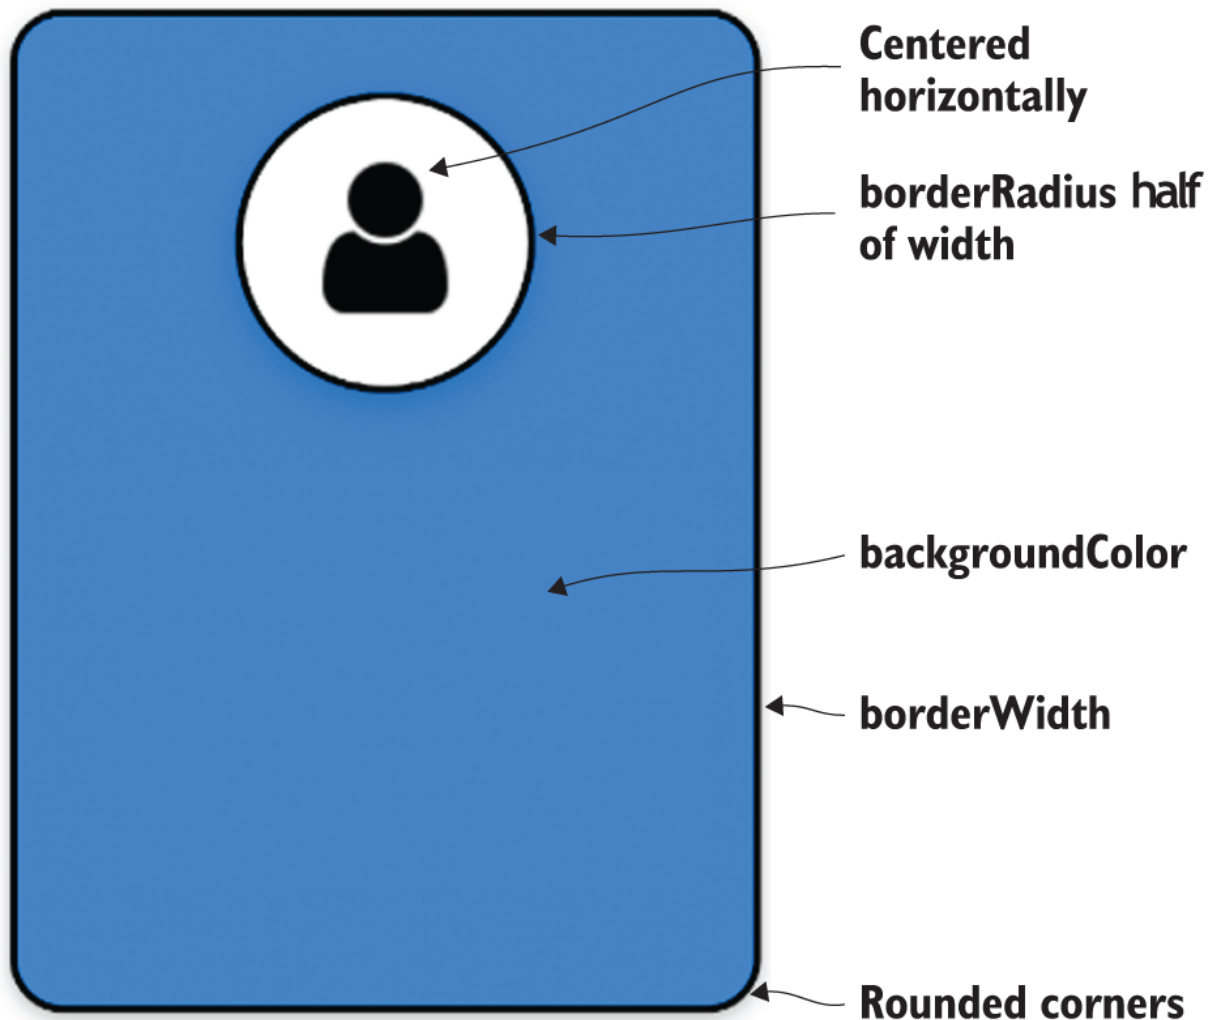 Centered
horizontally
borderRadius half
of width
backgroundColor
borderWidth
Rounded corners